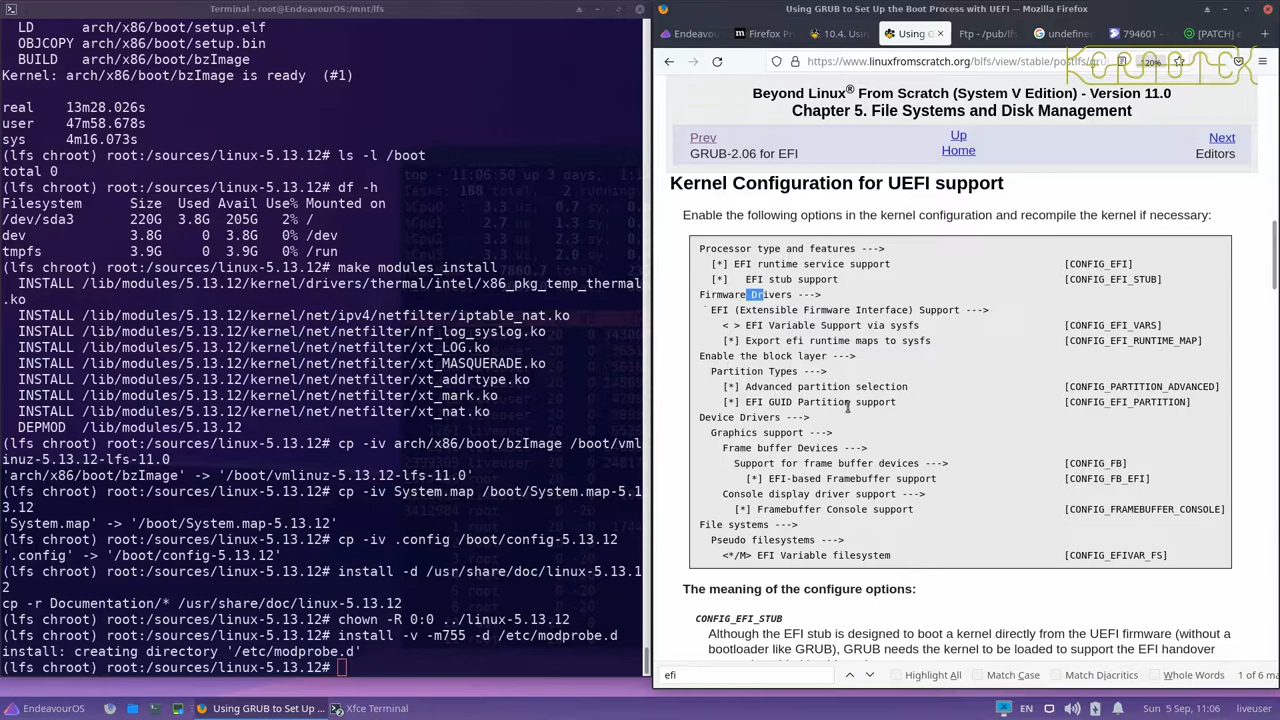 Terminal - root@EndeavourOS:/mnt/lfs
LD      arch/x86/boot/setup.elf
OBJCOPY arch/x86/boot/setup.bin
BUILD   arch/x86/boot/bzImage
Kernel: arch/x86/boot/bzImage is ready  (#1)
real    13m28.026s
user    47m58.678s
sys     4m16.073s
(lfs chroot) root:/sources/linux-5.13.12# ls -l /boot
total 0
(lfs chroot) root:/sources/linux-5.13.12# df -h
Filesystem      Size  Used Avail Use% Mounted on
/dev/sda3       220G  3.8G  205G   2% /
dev             3.8G     0  3.8G   0% /dev
tmpfs           3.9G     0  3.9G   0% /run
(lfs chroot) root:/sources/linux-5.13.12# make modules_install
INSTALL /lib/modules/5.13.12/kernel/drivers/thermal/intel/x86_pkg_temp_thermal
.ko
INSTALL /lib/modules/5.13.12/kernel/net/ipv4/netfilter/iptable_nat.ko
INSTALL /lib/modules/5.13.12/kernel/net/netfilter/nf_log_syslog.ko
INSTALL /lib/modules/5.13.12/kernel/net/netfilter/xt_LOG.ko
INSTALL /lib/modules/5.13.12/kernel/net/netfilter/xt_MASQUERADE.ko
INSTALL /lib/modules/5.13.12/kernel/net/netfilter/xt_addrtype.ko
INSTALL /lib/modules/5.13.12/kernel/net/netfilter/xt_mark.ko
INSTALL /lib/modules/5.13.12/kernel/net/netfilter/xt_nat.ko
DEPMOD  /lib/modules/5.13.12
(lfs chroot) root:/sources/linux-5.13.12# cp -iv arch/x86/boot/bzImage /boot/vml
inuz-5.13.12-lfs-11.0
'arch/x86/boot/bzImage' -> '/boot/vmlinuz-5.13.12-lfs-11.0'
(lfs chroot) root:/sources/linux-5.13.12# cp -iv System.map /boot/System.map-5.1
3.12
'System.map' -> '/boot/System.map-5.13.12'
(lfs chroot) root:/sources/linux-5.13.12# cp -iv .config /boot/config-5.13.12
'.config' -> '/boot/config-5.13.12'
(lfs chroot) root:/sources/linux-5.13.12# install -d /usr/share/doc/linux-5.13.1
2
cp -r Documentation/* /usr/share/doc/linux-5.13.12
(lfs chroot) root:/sources/linux-5.13.12# chown -R 0:0 ../linux-5.13.12
(lfs chroot) root:/sources/linux-5.13.12# install -v -m755 -d /etc/modprobe.d
install: creating directory '/etc/modprobe.d'
(lfs chroot) root:/sources/linux-5.13.12#
Using GRUB to Set Up the Boot Process with UEFI — Mozilla Firefox
Endeavour
Firefox Pr
10.4. Usin
Using G
Ftp - /pub/lfs
undefined
794601 -
[PATCH] e
https://www.linuxfromscratch.org/blfs/view/stable/postlfs/gru
120%
Beyond Linux® From Scratch (System V Edition) - Version 11.0
Chapter 5. File Systems and Disk Management
Prev
Up
Next
GRUB-2.06 for EFI
Home
Editors
Kernel Configuration for UEFI support
Enable the following options in the kernel configuration and recompile the kernel if necessary:
Processor type and features --->
[*] EFI runtime service support [CONFIG_EFI]
[*]   EFI stub support [CONFIG_EFI_STUB]
Firmware Drivers --->
EFI (Extensible Firmware Interface) Support --->
< > EFI Variable Support via sysfs [CONFIG_EFI_VARS]
[*] Export efi runtime maps to sysfs [CONFIG_EFI_RUNTIME_MAP]
Enable the block layer --->
Partition Types --->
[*] Advanced partition selection [CONFIG_PARTITION_ADVANCED]
[*] EFI GUID Partition support [CONFIG_EFI_PARTITION]
Device Drivers --->
Graphics support --->
Frame buffer Devices --->
Support for frame buffer devices ---> [CONFIG_FB]
[*] EFI-based Framebuffer support [CONFIG_FB_EFI]
Console display driver support --->
[*] Framebuffer Console support [CONFIG_FRAMEBUFFER_CONSOLE]
File systems --->
Pseudo filesystems --->
<*/M> EFI Variable filesystem [CONFIG_EFIVAR_FS]
The meaning of the configure options:
CONFIG_EFI_STUB
Although the EFI stub is designed to boot a kernel directly from the UEFI firmware (without a
bootloader like GRUB), GRUB needs the kernel to be loaded to support the EFI handover
efi
Highlight All
Match Case
Match Diacritics
Whole Words
1 of 6 ma
EndeavourOS
Using GRUB to Set Up ...
Xfce Terminal
EN
Sun 5 Sep, 11:06
liveuser